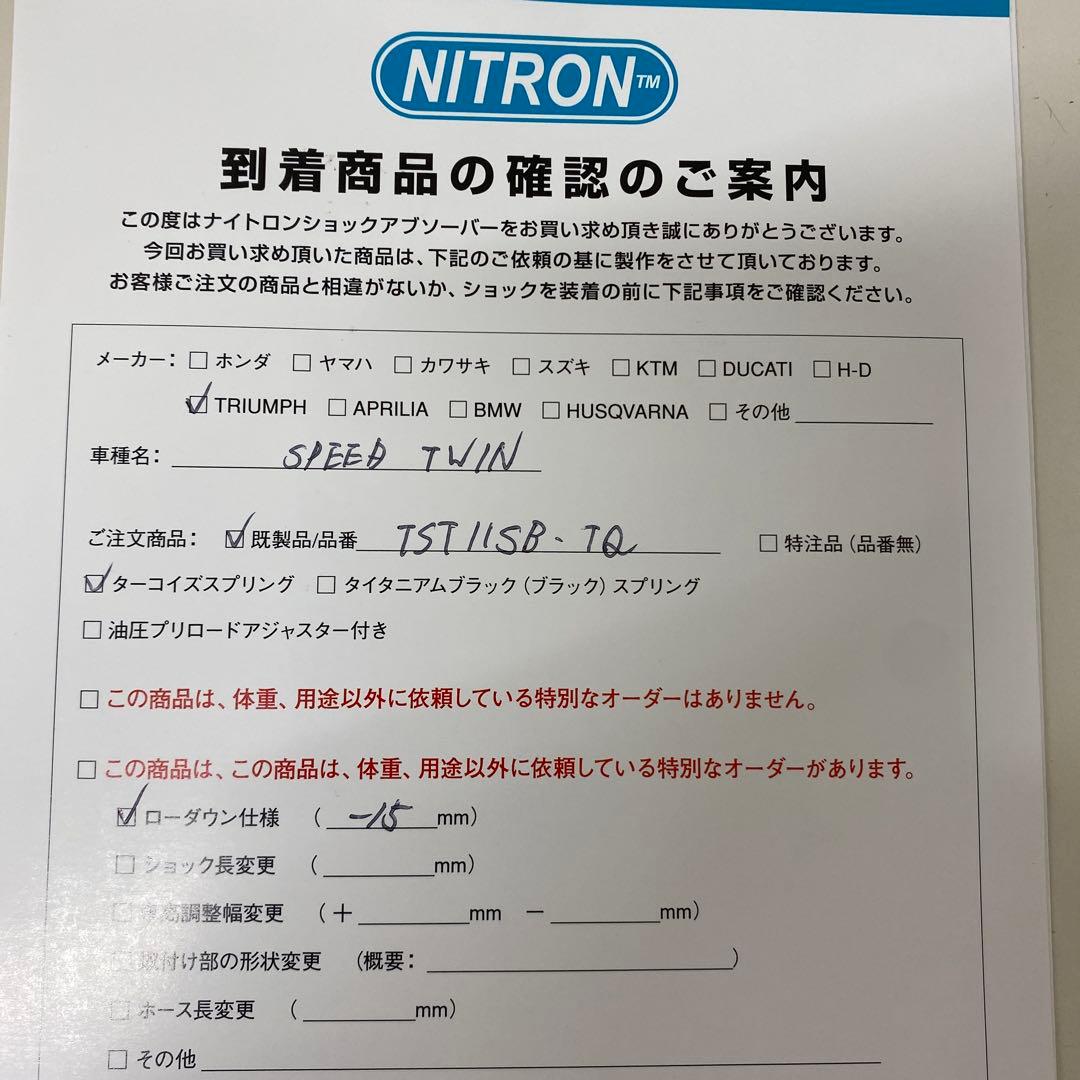 NITRON™
到着商品の確認のご案内
この度はナイトロンショックアブソーバーをお買い求め頂き誠にありがとうございます。
今回お買い求め頂いた商品は、下記のご依頼の基に製作をさせて頂いております。
お客様ご注文の商品と相違がないか、ショックを装着の前に下記事項をご確認ください。
メーカー： ☐ ホンダ ☐ ヤマハ ☐ カワサキ ☐ スズキ ☐ KTM ☐ DUCATI ☐ H-D
☑ TRIUMPH ☐ APRILIA ☐ BMW ☐ HUSQVARNA ☐ その他
車種名： SPEED TWIN
ご注文商品： ☑ 既製品/品番 TST11SB-TQ ☐ 特注品（品番無）
☑ ターコイズスプリング ☐ タイタニアムブラック（ブラック）スプリング
☐ 油圧プリロードアジャスター付き
☐ この商品は、体重、用途以外に依頼している特別なオーダーはありません。
☐ この商品は、この商品は、体重、用途以外に依頼している特別なオーダーがあります。
☑ ローダウン仕様 （ -15 mm）
☐ ショック長変更 （ mm）
☐ 車高調整幅変更 （＋ mm － mm）
☐ 取付け部の形状変更 （概要： ）
☐ ホース長変更 （ mm）
☐ その他